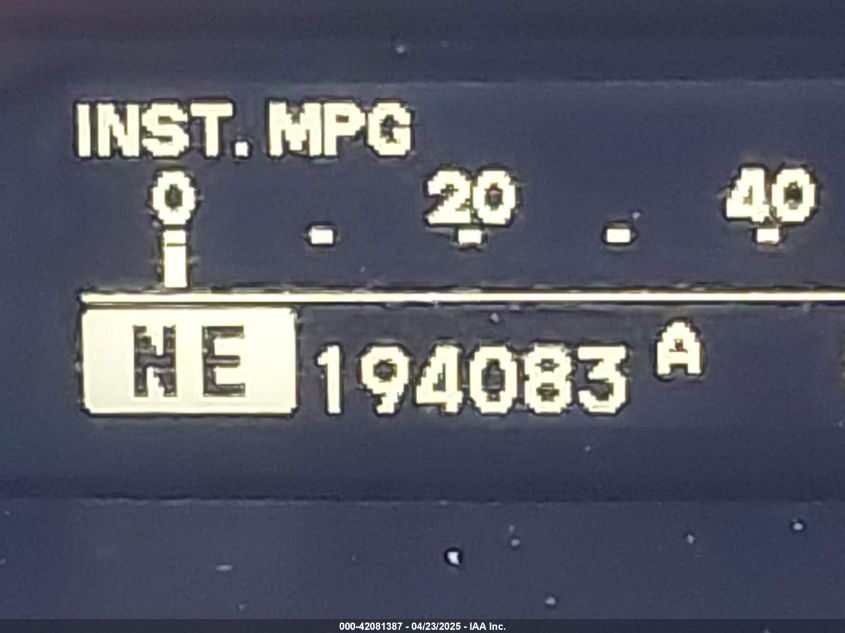 INST. MPG
0 20 40
NE 194083 A
000-42081387 - 04/23/2025 - IAA Inc.